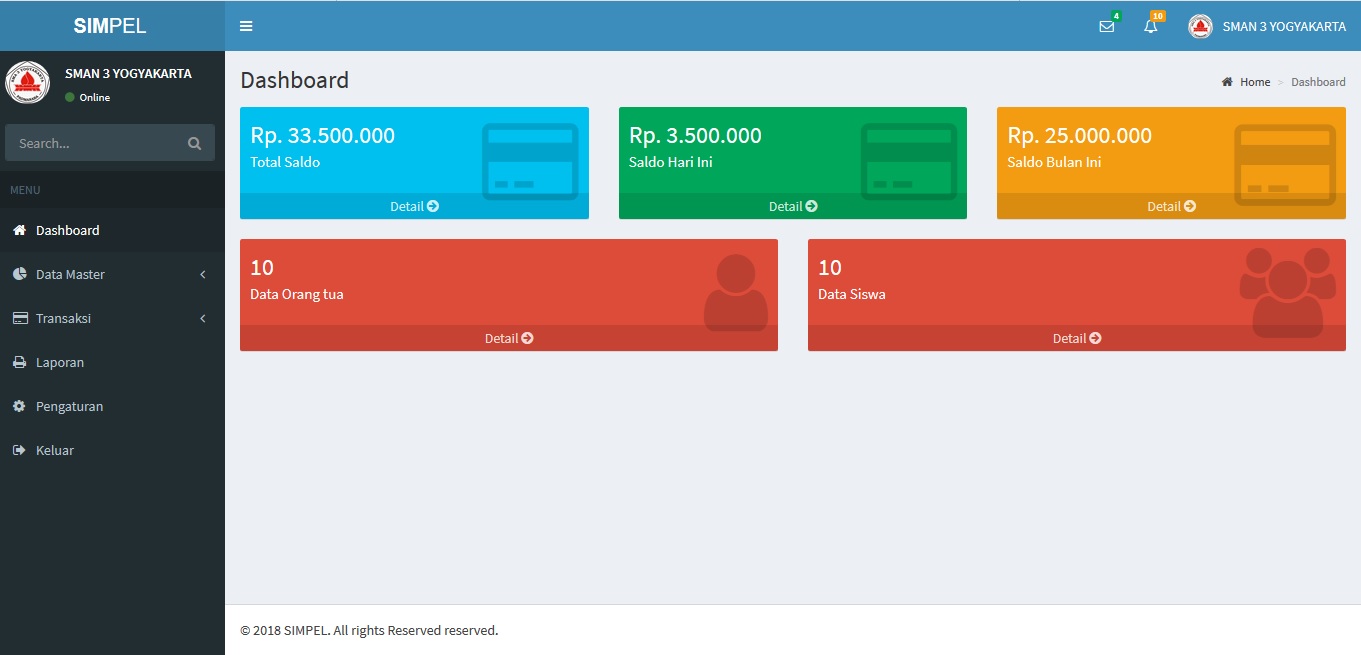 SIMPEL
4
10
SMAN 3 YOGYAKARTA
SMAN 3 YOGYAKARTA
Online
Search...
MENU
Dashboard
Data Master
Transaksi
Laporan
Pengaturan
Keluar
Dashboard
Home > Dashboard
Rp. 33.500.000
Total Saldo
Detail
Rp. 3.500.000
Saldo Hari Ini
Detail
Rp. 25.000.000
Saldo Bulan Ini
Detail
10
Data Orang tua
Detail
10
Data Siswa
Detail
© 2018 SIMPEL. All rights Reserved reserved.